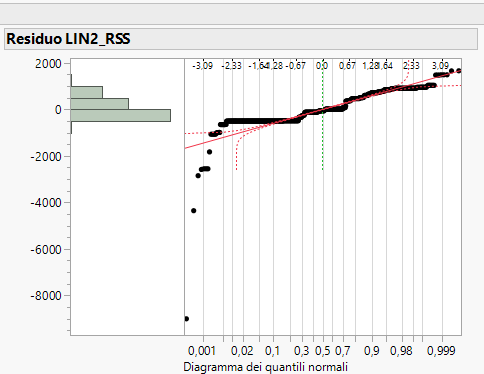 Residuo LIN2_RSS
2000
0
-2000
-4000
-6000
-8000
-3,09 -2,33 -1,64 -1,28 -0,67 0,0 0,67 1,28 1,64 2,33 3,09
0,001 0,02 0,1 0,3 0,5 0,7 0,9 0,98 0,999
Diagramma dei quantili normali